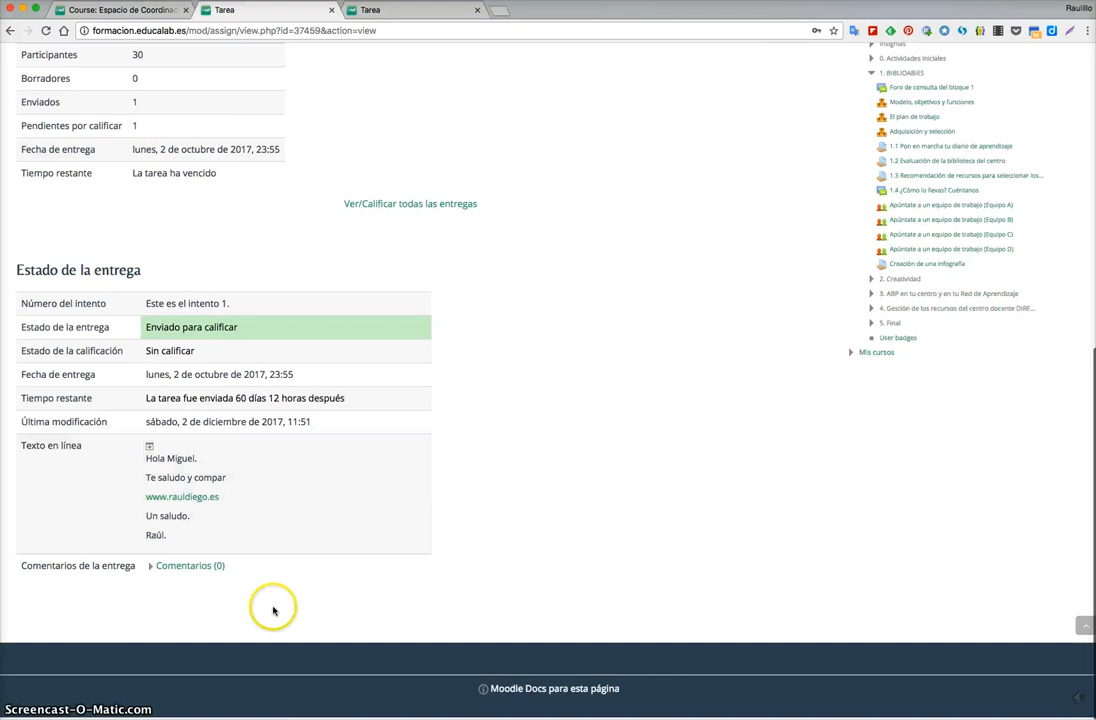 Course: Espacio de Coordinac
Tarea
Tarea
Raulillo
formacion.educalab.es/mod/assign/view.php?id=37459&action=view
Participantes 30
Borradores 0
Enviados 1
Pendientes por calificar 1
Fecha de entrega lunes, 2 de octubre de 2017, 23:55
Tiempo restante La tarea ha vencido
Ver/Calificar todas las entregas
Estado de la entrega
Número del intento Este es el intento 1.
Estado de la entrega Enviado para calificar
Estado de la calificación Sin calificar
Fecha de entrega lunes, 2 de octubre de 2017, 23:55
Tiempo restante La tarea fue enviada 60 días 12 horas después
Última modificación sábado, 2 de diciembre de 2017, 11:51
Texto en línea
Hola Miguel.
Te saludo y compar
www.rauldiego.es
Un saludo.
Raúl.
Comentarios de la entrega Comentarios (0)
Insignias
0. Actividades iniciales
1. BIBLIOABIES
Foro de consulta del bloque 1
Modelo, objetivos y funciones
El plan de trabajo
Adquisición y selección
1.1 Pon en marcha tu diario de aprendizaje
1.2 Evaluación de la biblioteca del centro
1.3 Recomendación de recursos para seleccionar los...
1.4 ¿Cómo lo llevas? Cuéntanos
Apúntate a un equipo de trabajo (Equipo A)
Apúntate a un equipo de trabajo (Equipo B)
Apúntate a un equipo de trabajo (Equipo C)
Apúntate a un equipo de trabajo (Equipo D)
Creación de una infografía
2. Creatividad
3. ABP en tu centro y en tu Red de Aprendizaje
4. Gestión de los recursos del centro docente DIRE...
5. Final
User badges
Mis cursos
Moodle Docs para esta página
Screencast-O-Matic.com